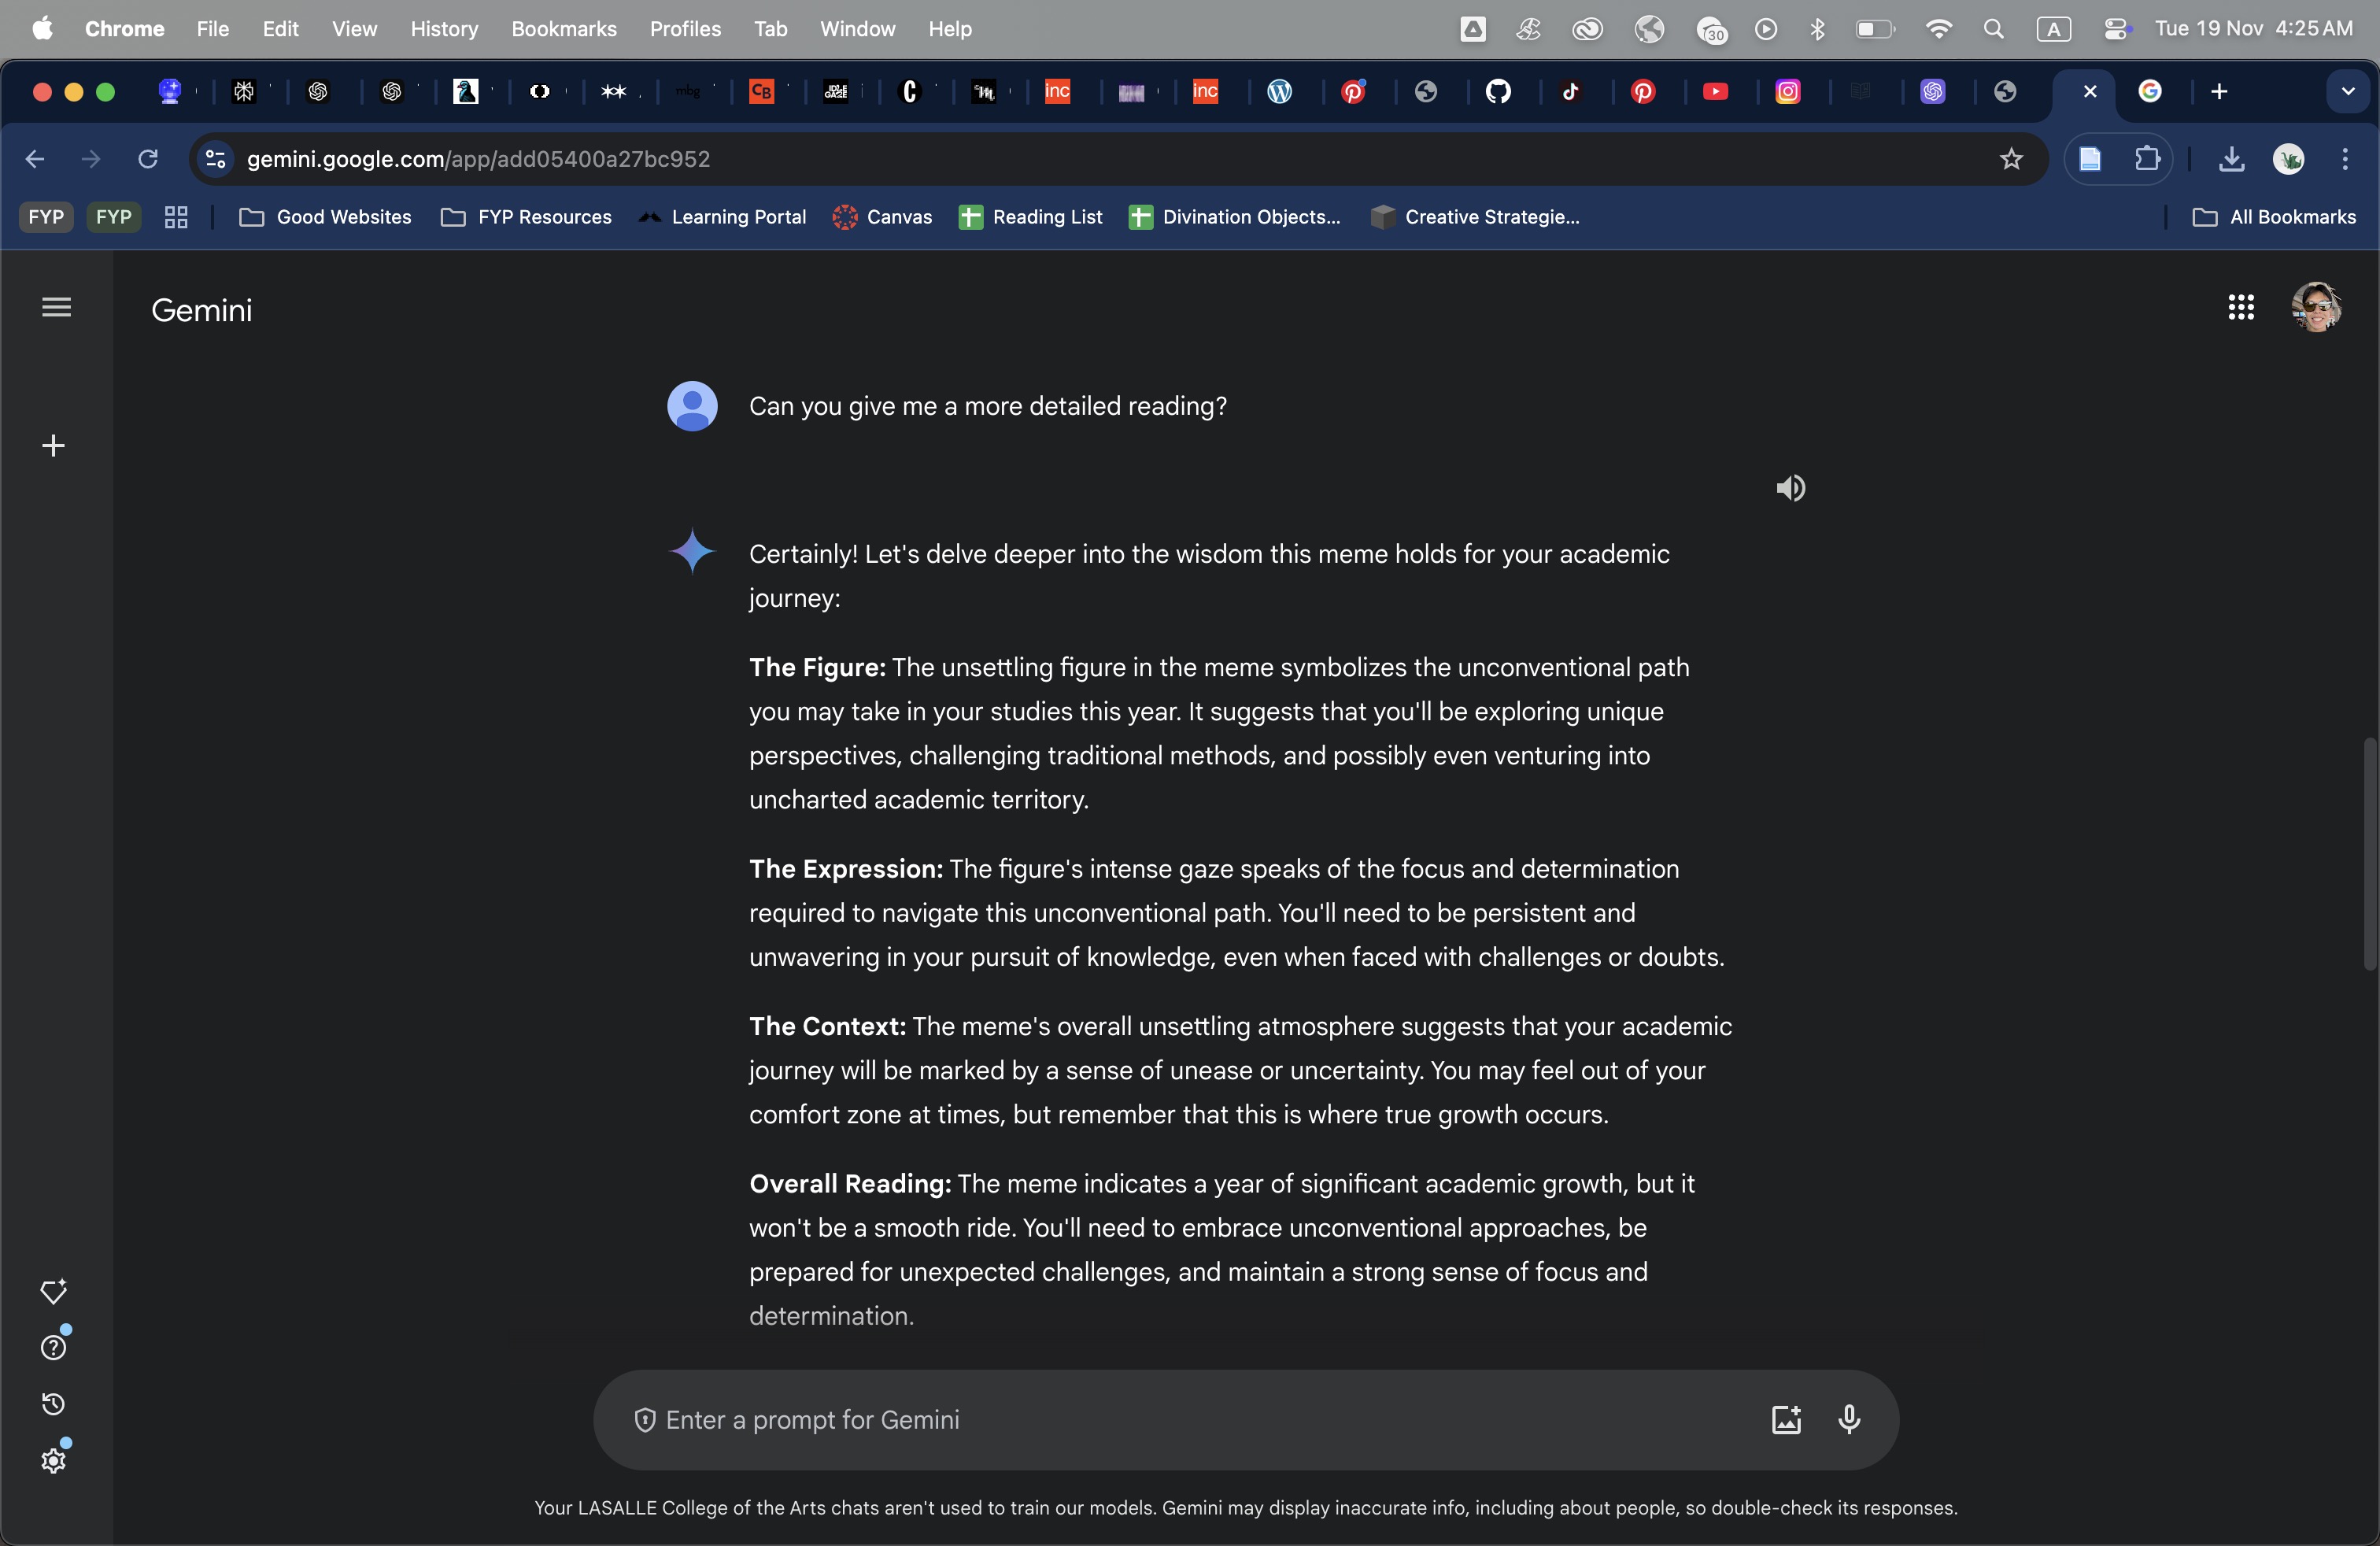 Chrome File Edit View History Bookmarks Profiles Tab Window Help 30 A Tue 19 Nov 4:25 AM
mbg CB inc inc
gemini.google.com/app/add05400a27bc952
FYP FYP Good Websites FYP Resources Learning Portal Canvas Reading List Divination Objects... Creative Strategie... All Bookmarks
Gemini
Can you give me a more detailed reading?
Certainly! Let's delve deeper into the wisdom this meme holds for your academic
journey:
The Figure: The unsettling figure in the meme symbolizes the unconventional path
you may take in your studies this year. It suggests that you'll be exploring unique
perspectives, challenging traditional methods, and possibly even venturing into
uncharted academic territory.
The Expression: The figure's intense gaze speaks of the focus and determination
required to navigate this unconventional path. You'll need to be persistent and
unwavering in your pursuit of knowledge, even when faced with challenges or doubts.
The Context: The meme's overall unsettling atmosphere suggests that your academic
journey will be marked by a sense of unease or uncertainty. You may feel out of your
comfort zone at times, but remember that this is where true growth occurs.
Overall Reading: The meme indicates a year of significant academic growth, but it
won't be a smooth ride. You'll need to embrace unconventional approaches, be
prepared for unexpected challenges, and maintain a strong sense of focus and
determination.
Enter a prompt for Gemini
Your LASALLE College of the Arts chats aren't used to train our models. Gemini may display inaccurate info, including about people, so double-check its responses.